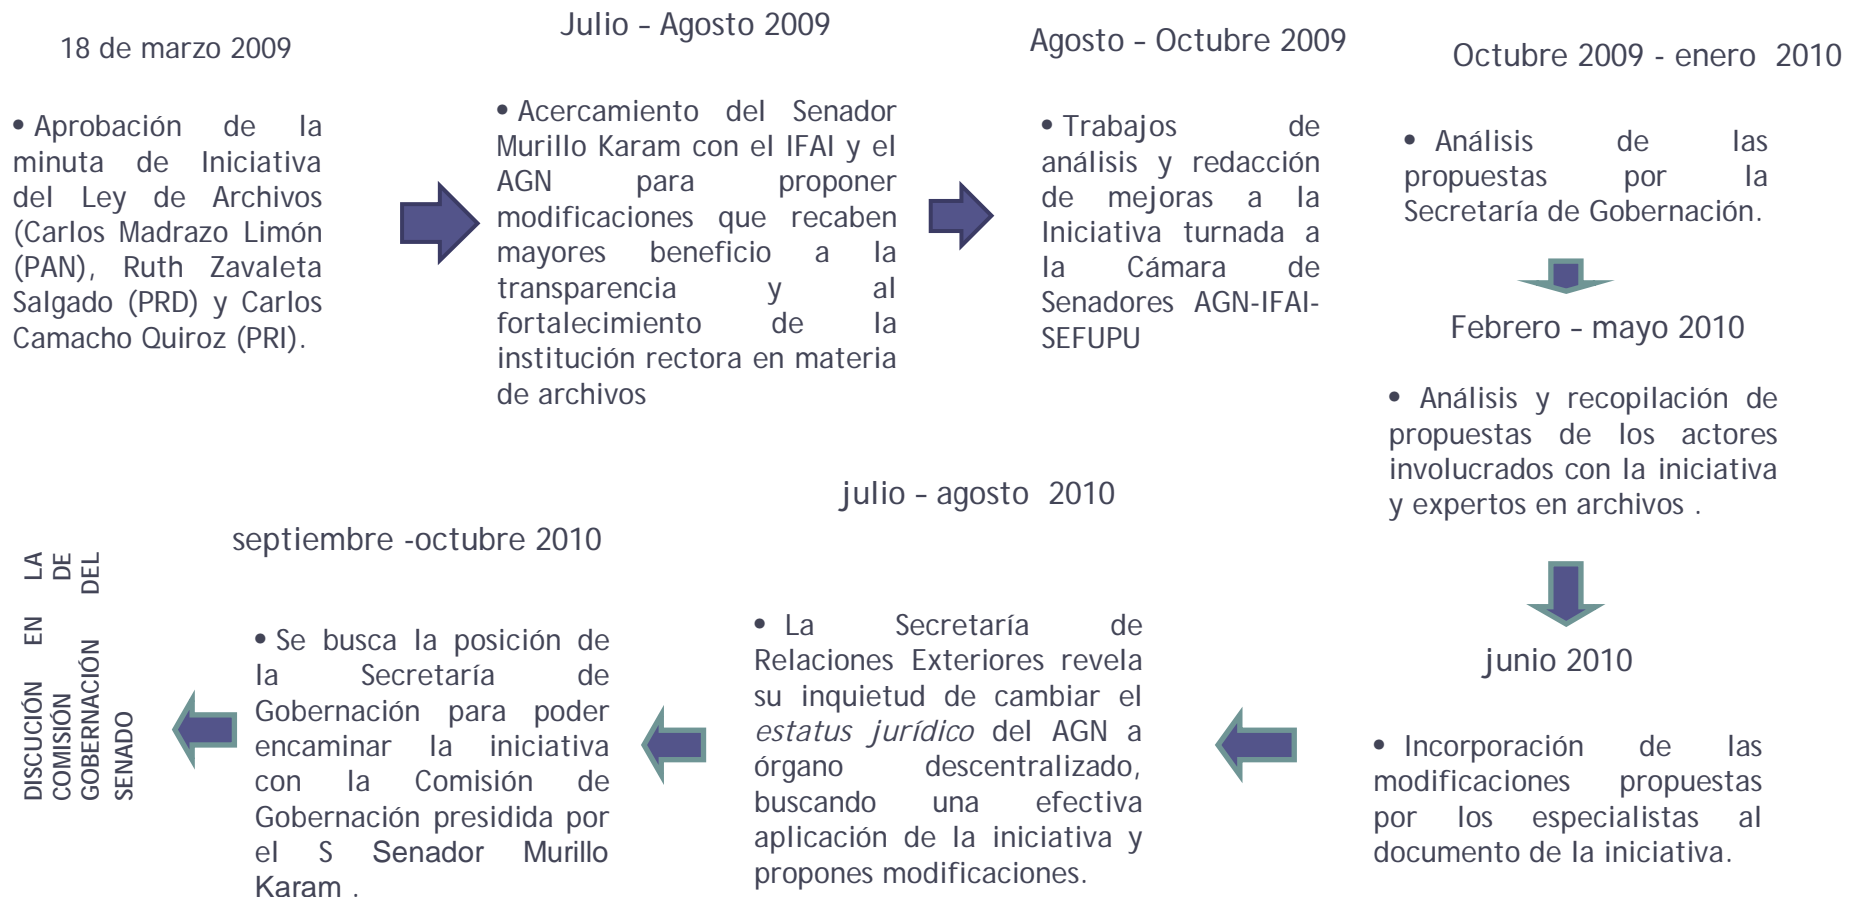 18 de marzo 2009
• Aprobación de la
minuta de Iniciativa
del Ley de Archivos
(Carlos Madrazo Limón
(PAN), Ruth Zavaleta
Salgado (PRD) y Carlos
Camacho Quiroz (PRI).
Julio – Agosto 2009
• Acercamiento del Senador
Murillo Karam con el IFAI y el
AGN para proponer
modificaciones que recaben
mayores beneficio a la
transparencia y al
fortalecimiento de la
institución rectora en materia
de archivos
Agosto – Octubre 2009
• Trabajos de
análisis y redacción
de mejoras a la
Iniciativa turnada a
la Cámara de
Senadores AGN-IFAI-
SEFUPU
Octubre 2009 - enero 2010
• Análisis de las
propuestas por la
Secretaría de Gobernación.
Febrero – mayo 2010
• Análisis y recopilación de
propuestas de los actores
involucrados con la iniciativa
y expertos en archivos .
junio 2010
• Incorporación de las
modificaciones propuestas
por los especialistas al
documento de la iniciativa.
julio – agosto 2010
• La Secretaría de
Relaciones Exteriores revela
su inquietud de cambiar el
estatus jurídico del AGN a
órgano descentralizado,
buscando una efectiva
aplicación de la iniciativa y
propones modificaciones.
septiembre -octubre 2010
• Se busca la posición de
la Secretaría de
Gobernación para poder
encaminar la iniciativa
con la Comisión de
Gobernación presidida por
el S Senador Murillo
Karam .
DISCUCIÓN EN LA
COMISIÓN DE
GOBERNACIÓN DEL
SENADO